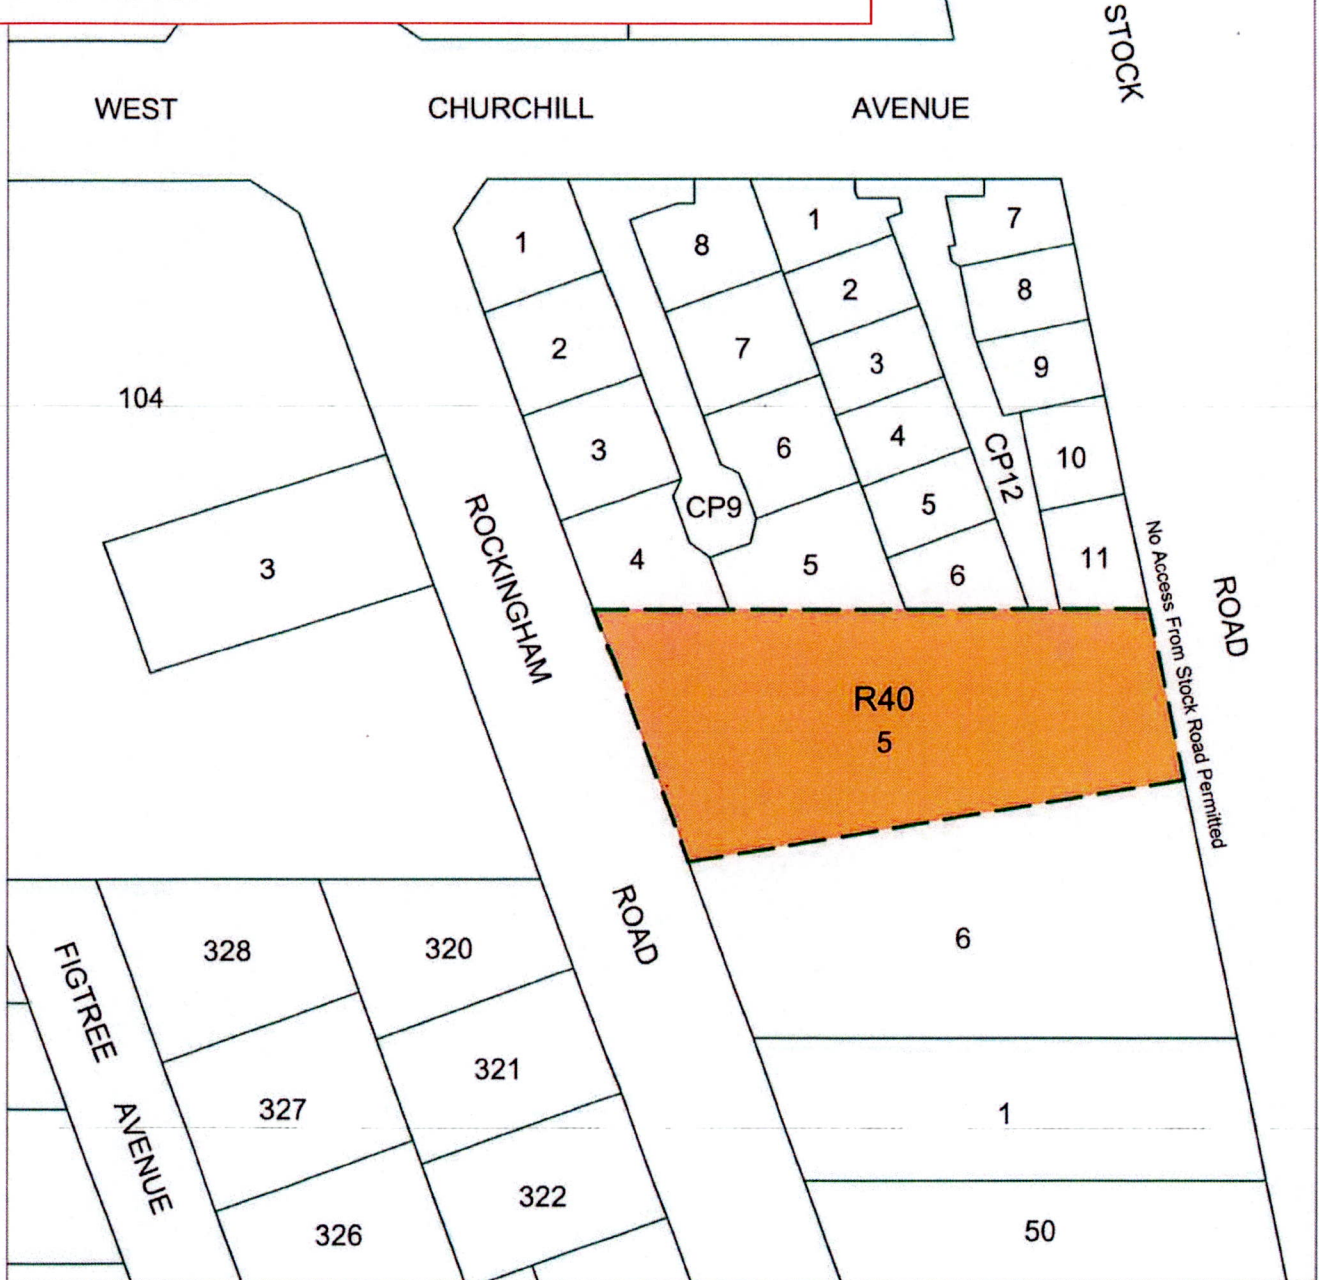 STOCK
WEST CHURCHILL AVENUE
1
8
1
7
2
8
2
7
3
9
104
3
6
4
10
CP12
CP9
5
11
3
4
5
6
ROCKINGHAM
No Access From Stock Road Permitted
ROAD
R40
5
ROAD
6
328
320
FIGTREE
321
327
1
AVENUE
322
326
50